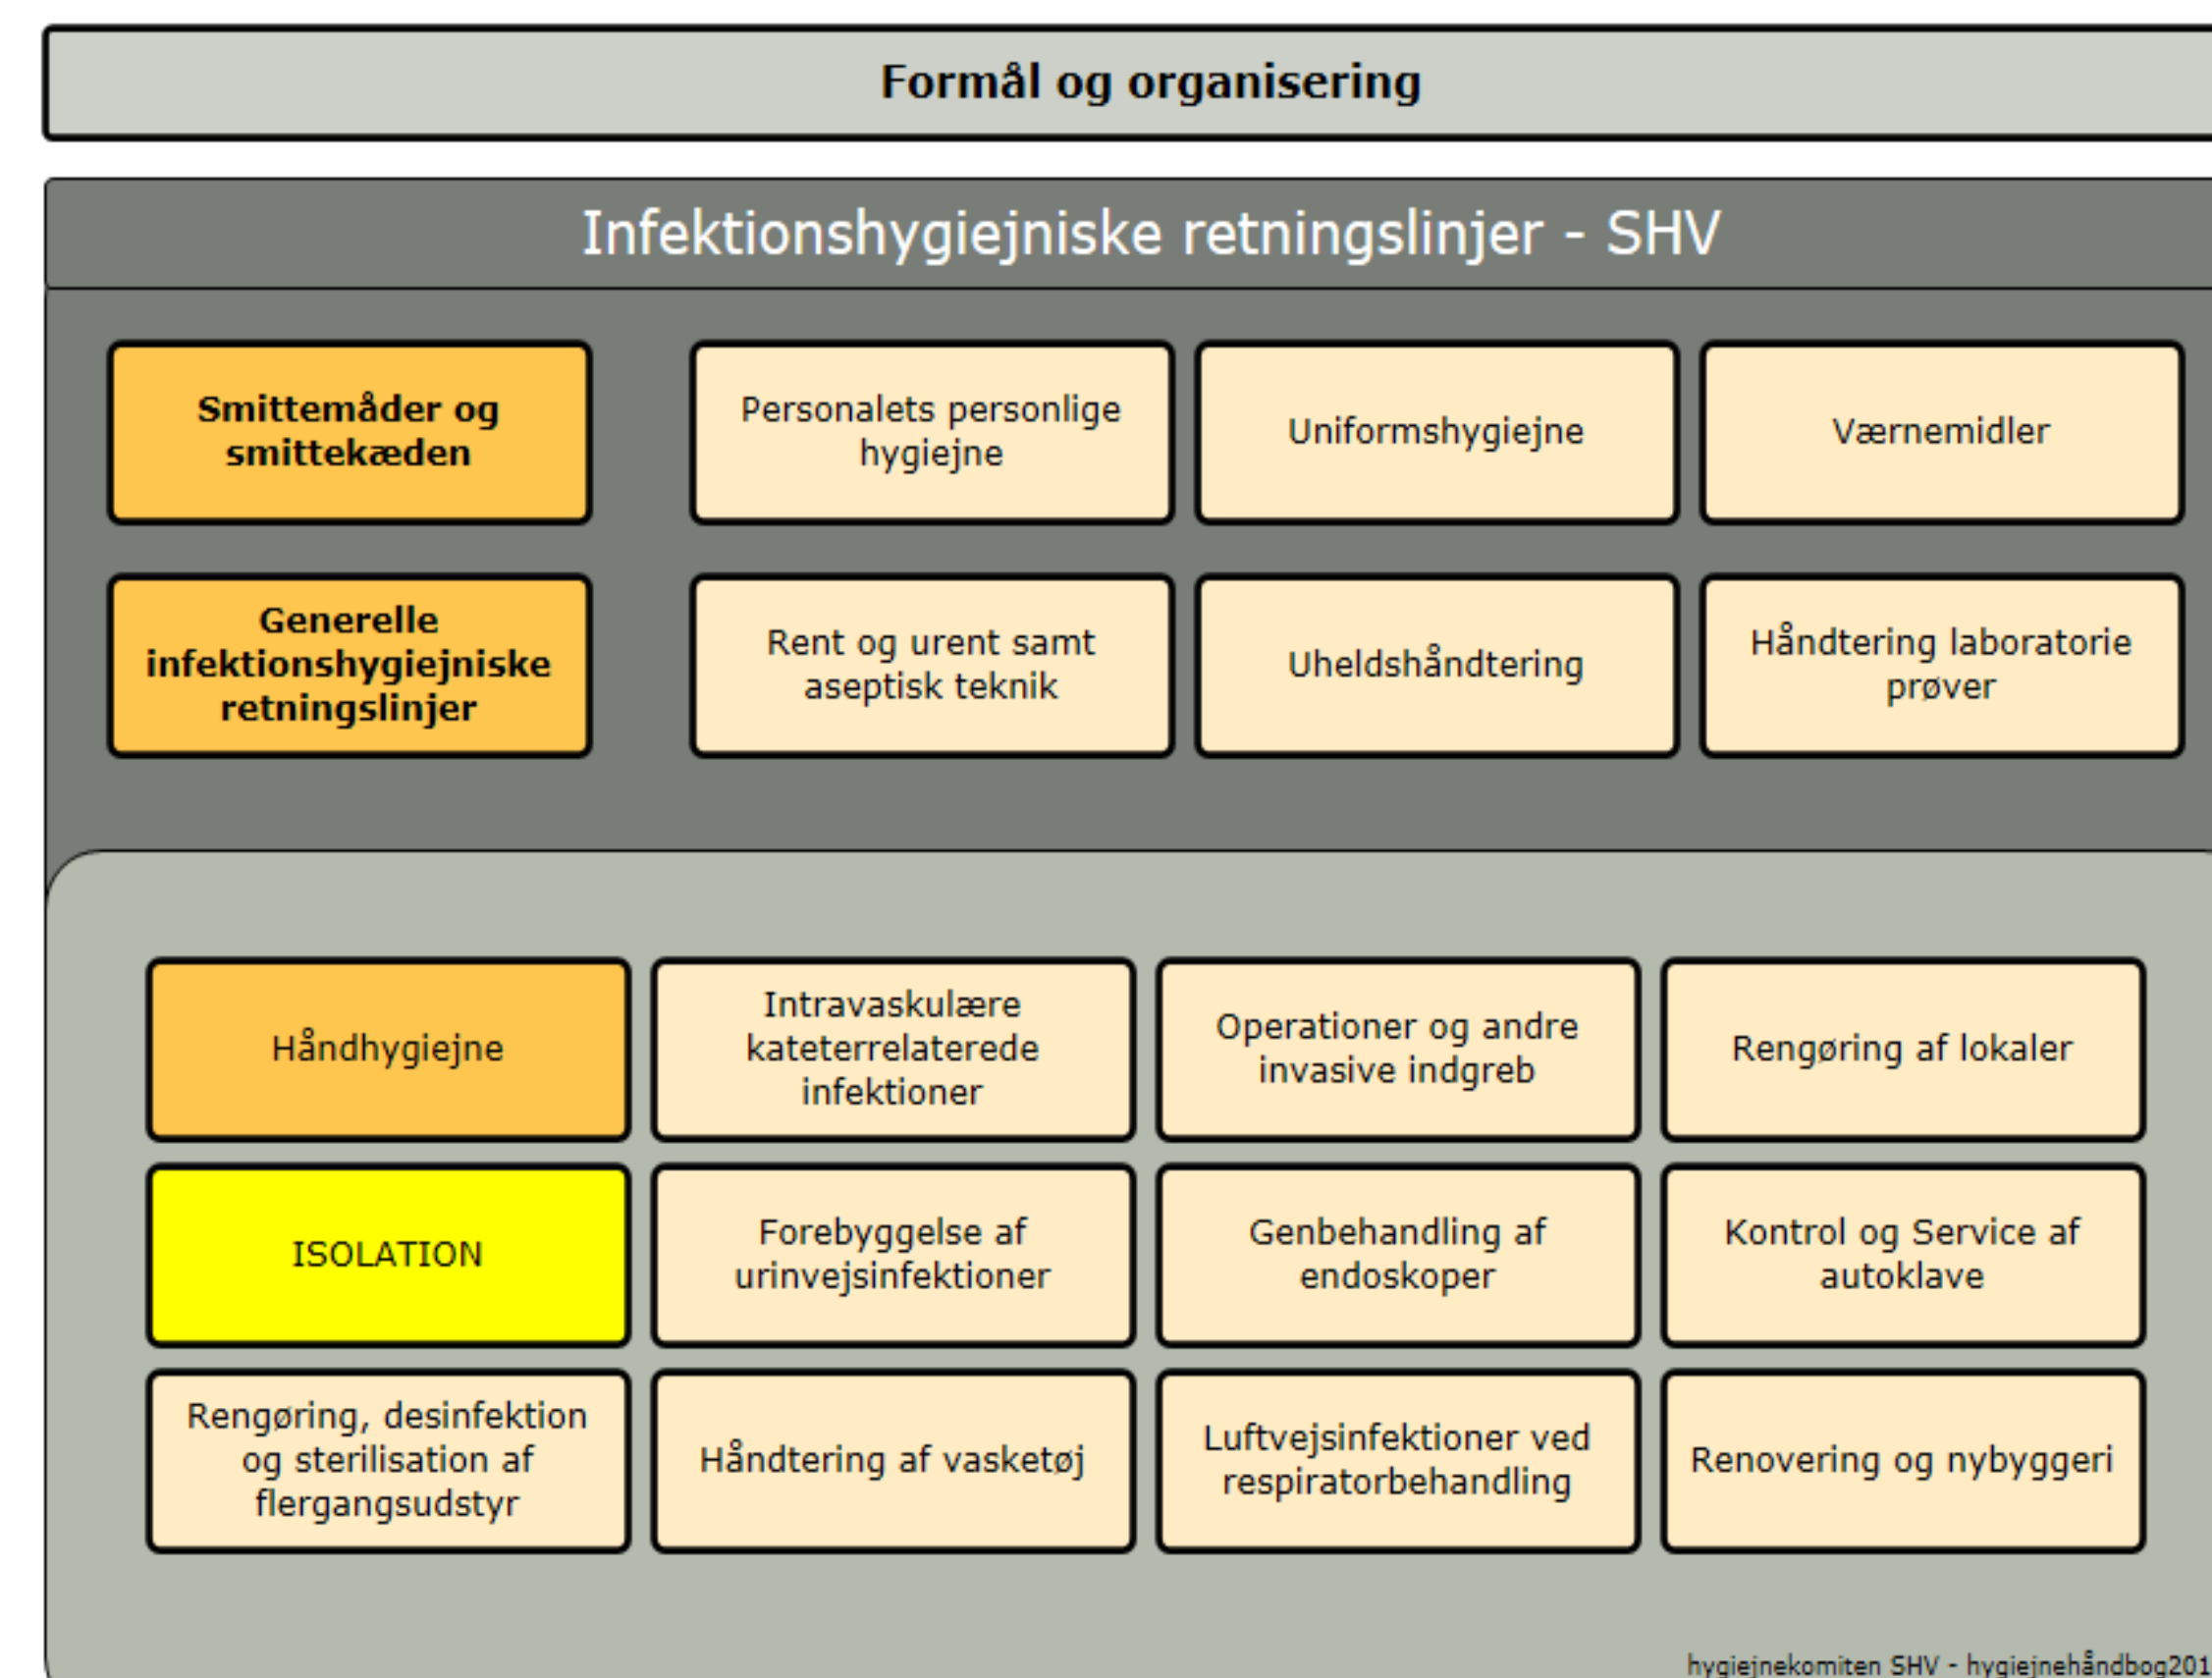 Formål og organisering
Infektionshygiejniske retningslinjer - SHV
Smittemåder og
smittekæden
Personalets personlige
hygiejne
Uniformshygiejne
Værnemidler
Generelle
infektionshygiejniske
retningslinjer
Rent og urent samt
aseptisk teknik
Uheldshåndtering
Håndtering laboratorie
prøver
Håndhygiejne
Intravaskulære
kateterrelaterede
infektioner
Operationer og andre
invasive indgreb
Rengøring af lokaler
ISOLATION
Forebyggelse af
urinvejsinfektioner
Genbehandling af
endoskoper
Kontrol og Service af
autoklave
Rengøring, desinfektion
og sterilisation af
flergangsudstyr
Håndtering af vasketøj
Luftvejsinfektioner ved
respiratorbehandling
Renovering og nybyggeri
hygiejnekomiten SHV - hygiejnehåndbog201